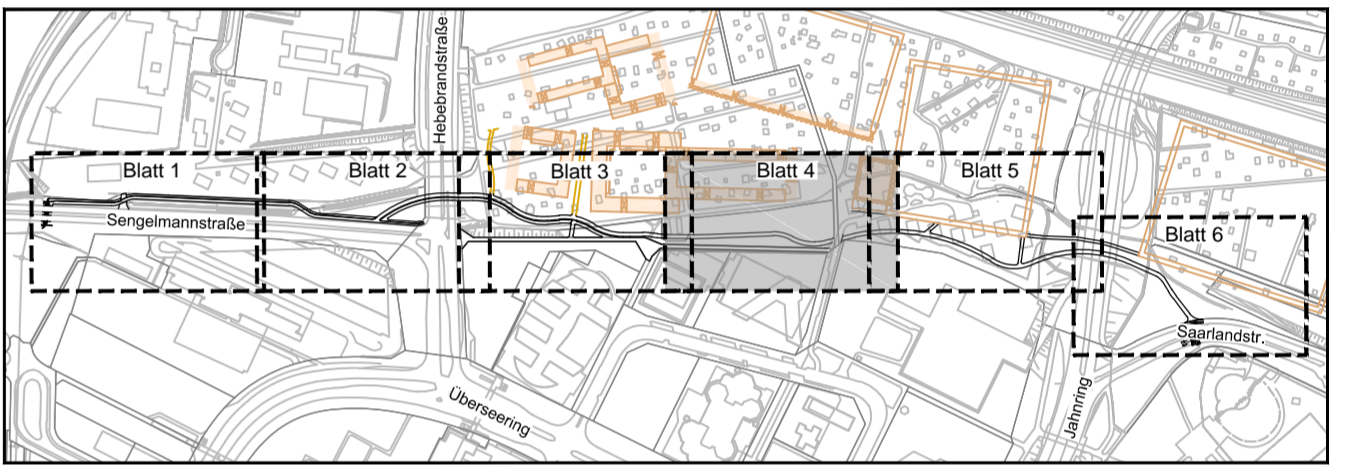 Hebebrandstraße
Blatt 1
Blatt 2
Blatt 3
Blatt 4
Blatt 5
Sengelmannstraße
Blatt 6
Saarlandstr.
Überseering
Jahnring